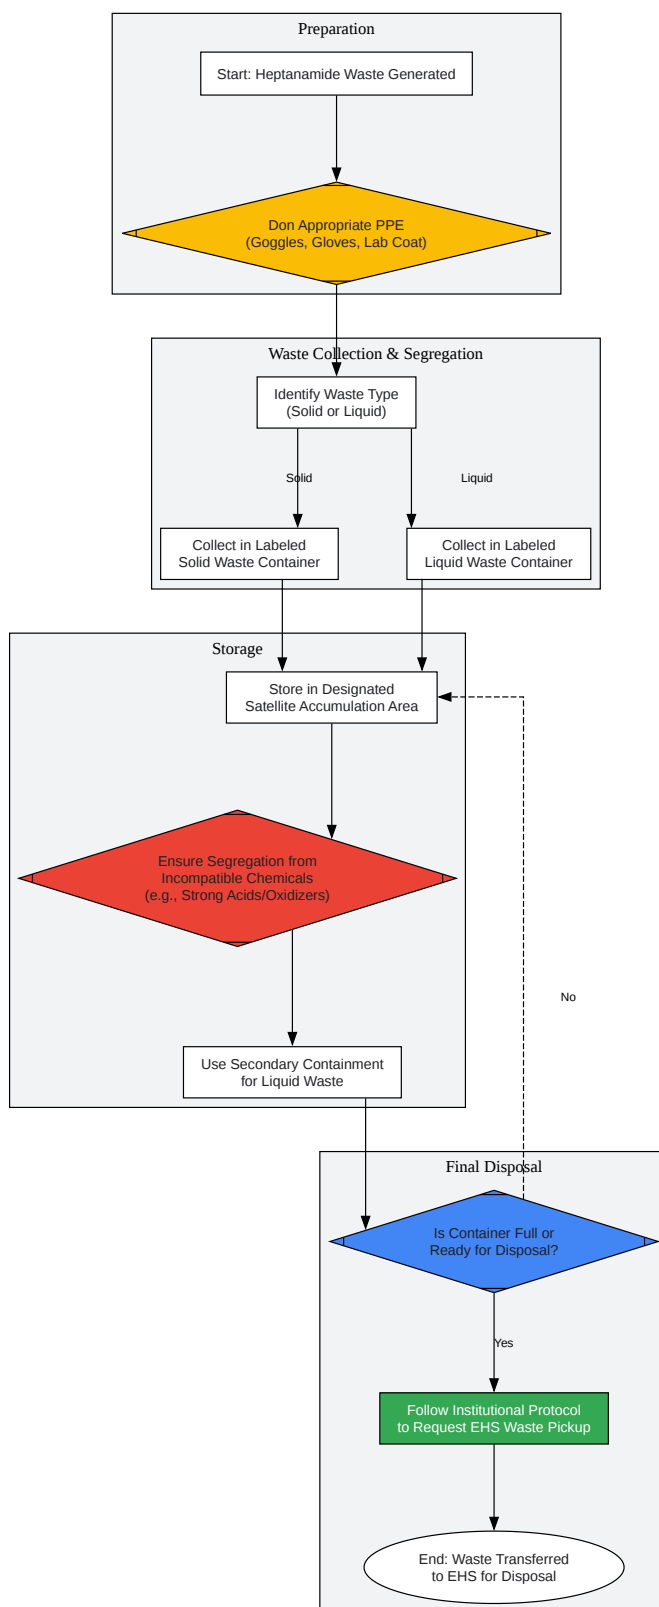 Preparation
Start: Heptanamide Waste Generated
Don Appropriate PPE
(Goggles, Gloves, Lab Coat)
Waste Collection & Segregation
Identify Waste Type
(Solid or Liquid)
Solid
Liquid
Collect in Labeled
Solid Waste Container
Collect in Labeled
Liquid Waste Container
Storage
Store in Designated
Satellite Accumulation Area
Ensure Segregation from
Incompatible Chemicals
(e.g., Strong Acids/Oxidizers)
No
Use Secondary Containment
for Liquid Waste
Final Disposal
Is Container Full or
Ready for Disposal?
Yes
Follow Institutional Protocol
to Request EHS Waste Pickup
End: Waste Transferred
to EHS for Disposal